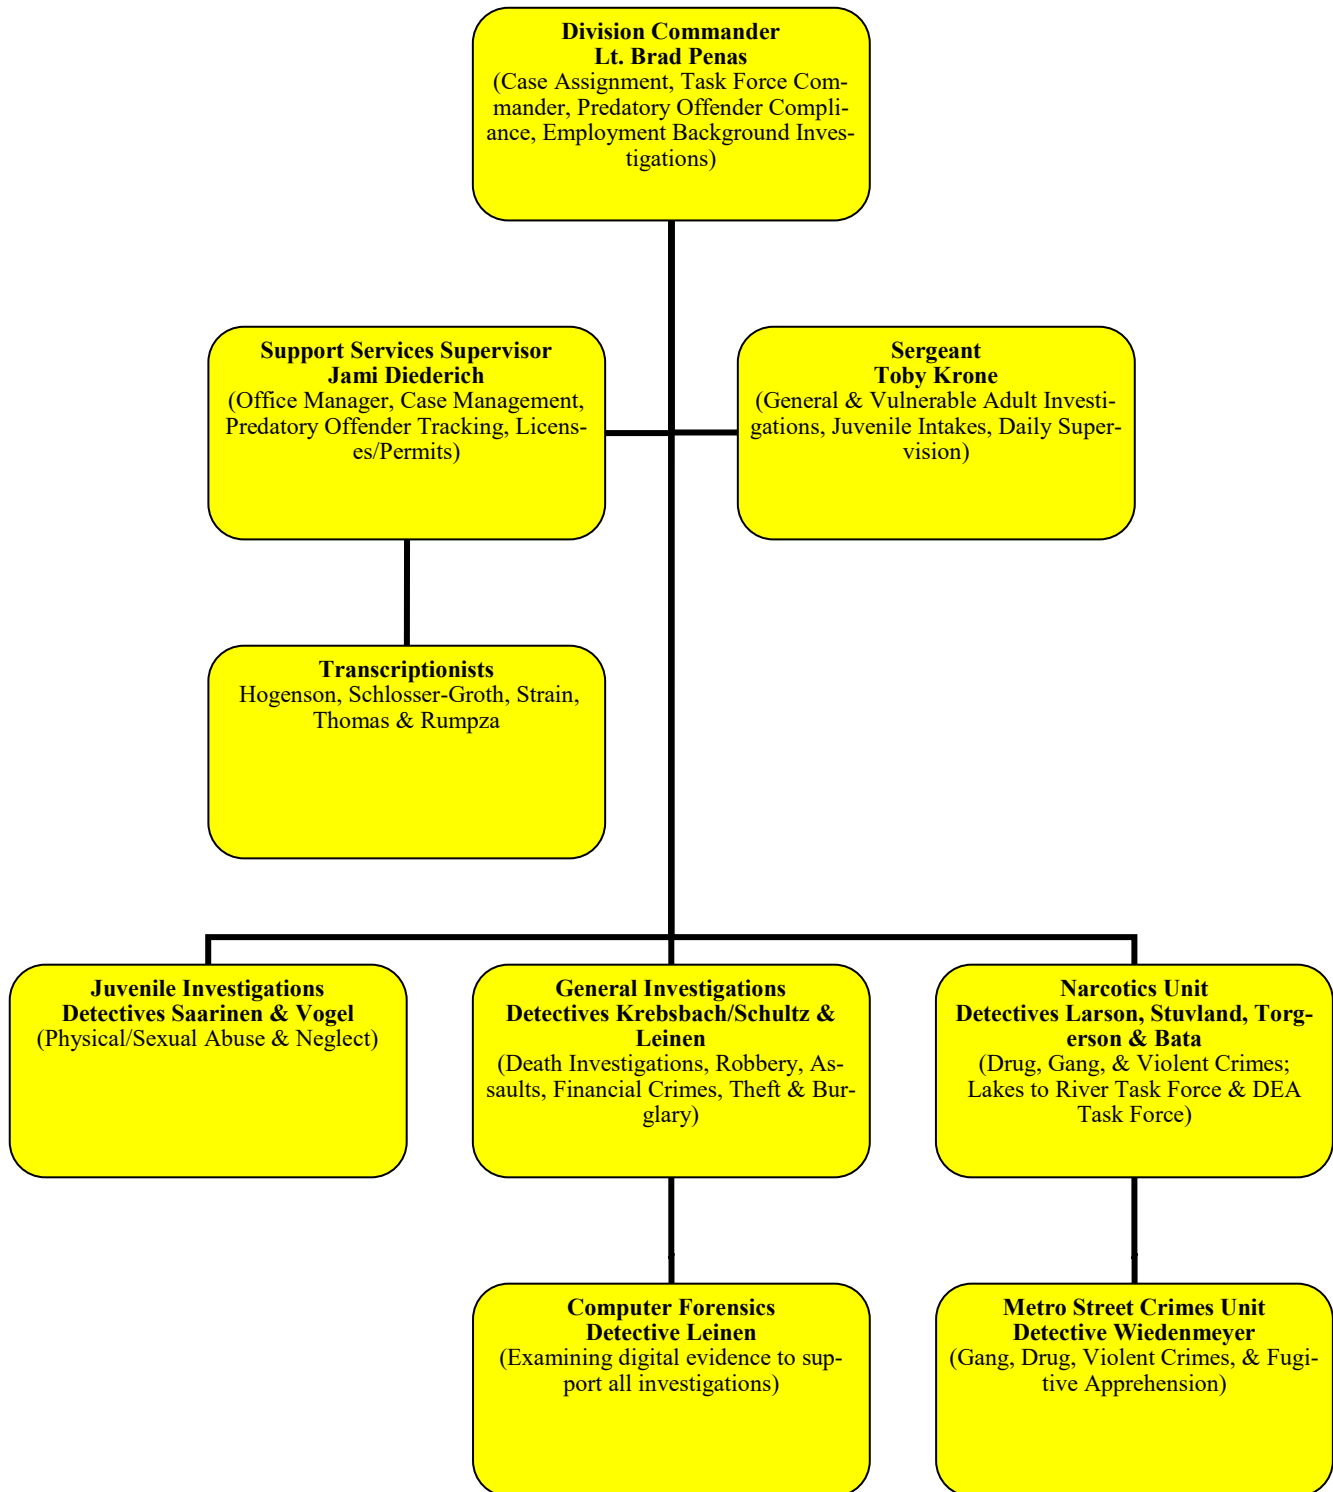 Division Commander
Lt. Brad Penas
(Case Assignment, Task Force Com-
mander, Predatory Offender Compli-
ance, Employment Background Inves-
tigations)
Support Services Supervisor
Jami Diederich
(Office Manager, Case Management,
Predatory Offender Tracking, Licens-
es/Permits)
Sergeant
Toby Krone
(General & Vulnerable Adult Investi-
gations, Juvenile Intakes, Daily Super-
vision)
Transcriptionists
Hogenson, Schlosser-Groth, Strain,
Thomas & Rumpza
Juvenile Investigations
Detectives Saarinen & Vogel
(Physical/Sexual Abuse & Neglect)
General Investigations
Detectives Krebsbach/Schultz &
Leinen
(Death Investigations, Robbery, As-
saults, Financial Crimes, Theft & Bur-
glary)
Narcotics Unit
Detectives Larson, Stuvland, Torg-
erson & Bata
(Drug, Gang, & Violent Crimes;
Lakes to River Task Force & DEA
Task Force)
Computer Forensics
Detective Leinen
(Examining digital evidence to sup-
port all investigations)
Metro Street Crimes Unit
Detective Wiedenmeyer
(Gang, Drug, Violent Crimes, & Fugi-
tive Apprehension)